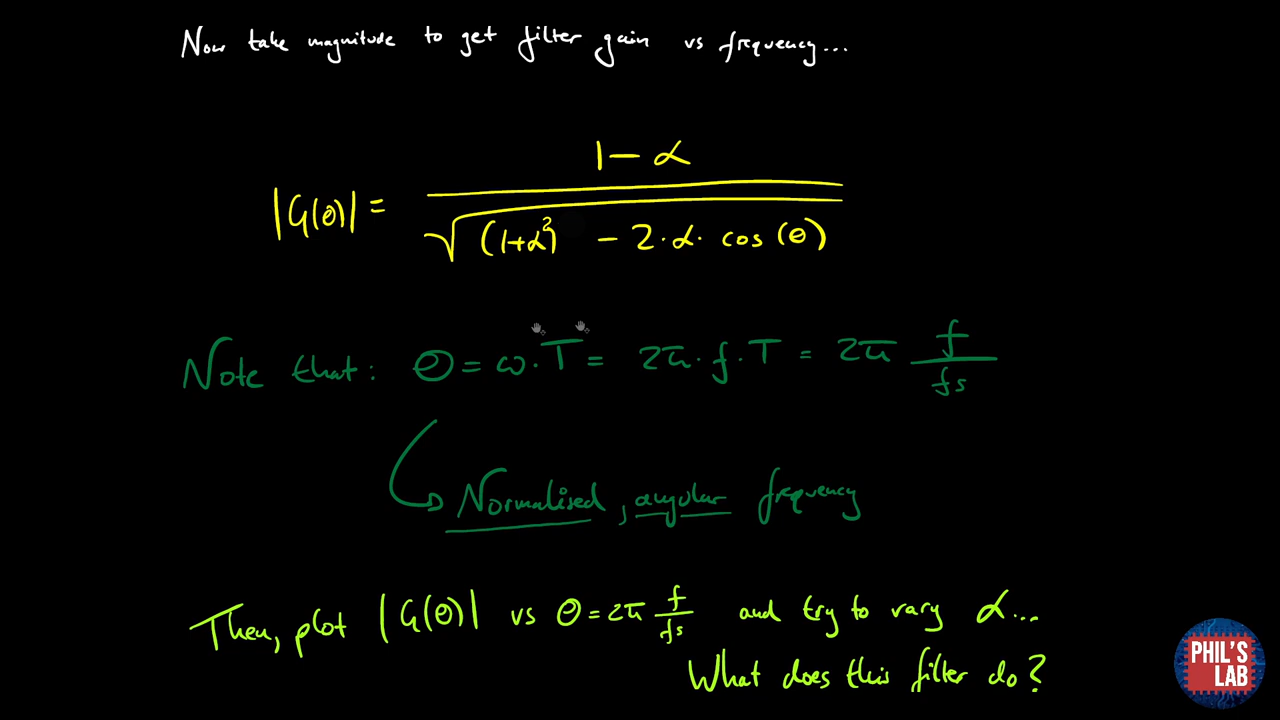 Now take magnitude to get filter gain vs frequency...
|G(θ)| = (1 - α) / √((1+α²) - 2·α·cos(θ))
Note that: θ = ω·T = 2π·f·T = 2π f/fs
Normalised, angular frequency
Then, plot |G(θ)| vs θ = 2π f/fs and try to vary α...
What does this filter do?
PHIL'S
LAB